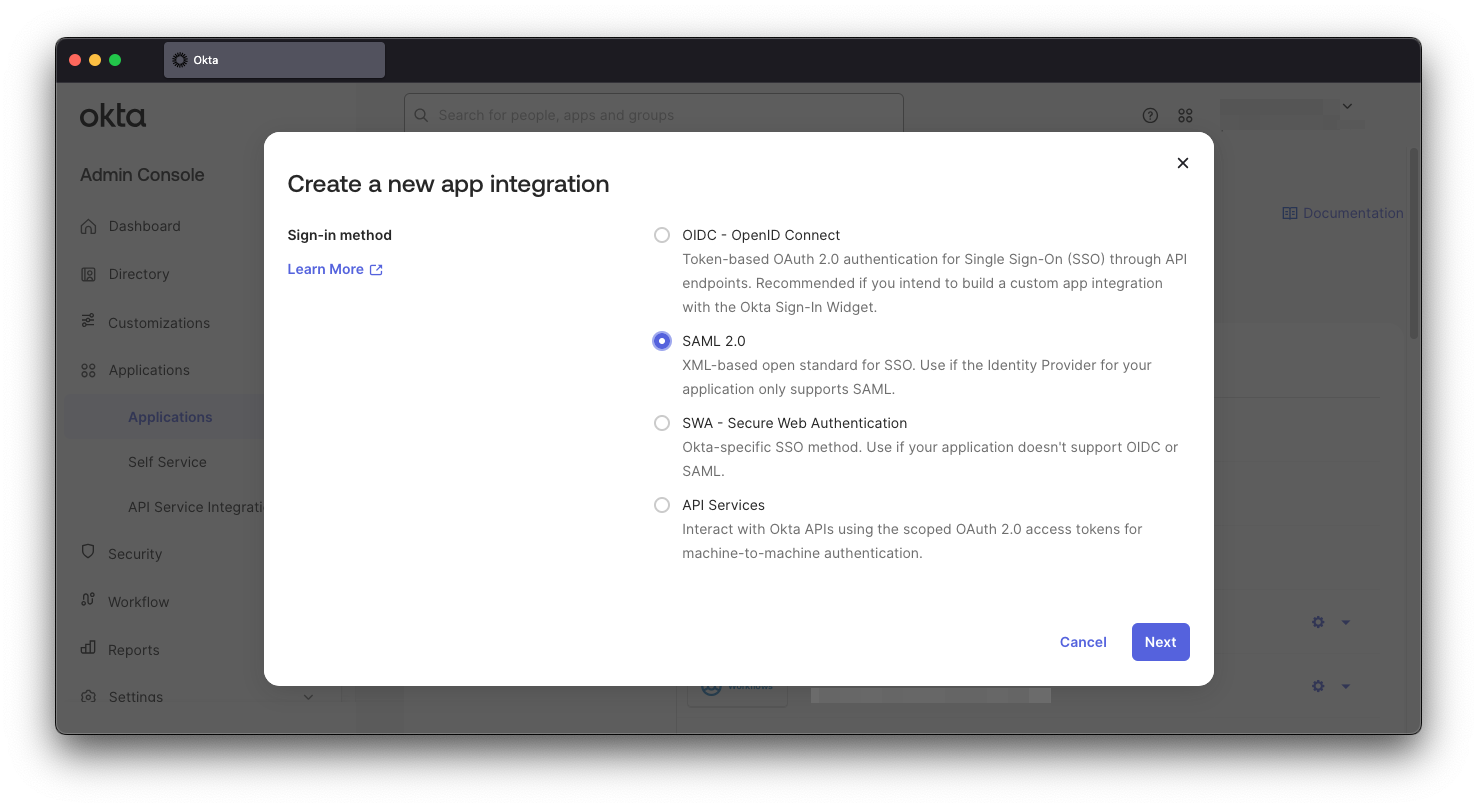 Okta
okta
Search for people, apps and groups
Admin Console
Dashboard
Directory
Customizations
Applications
Applications
Self Service
API Service Integrati
Security
Workflow
Reports
Settings
Documentation
Create a new app integration
Sign-in method
Learn More
OIDC - OpenID Connect
Token-based OAuth 2.0 authentication for Single Sign-On (SSO) through API
endpoints. Recommended if you intend to build a custom app integration
with the Okta Sign-In Widget.
SAML 2.0
XML-based open standard for SSO. Use if the Identity Provider for your
application only supports SAML.
SWA - Secure Web Authentication
Okta-specific SSO method. Use if your application doesn't support OIDC or
SAML.
API Services
Interact with Okta APIs using the scoped OAuth 2.0 access tokens for
machine-to-machine authentication.
Cancel
Next
Workflows